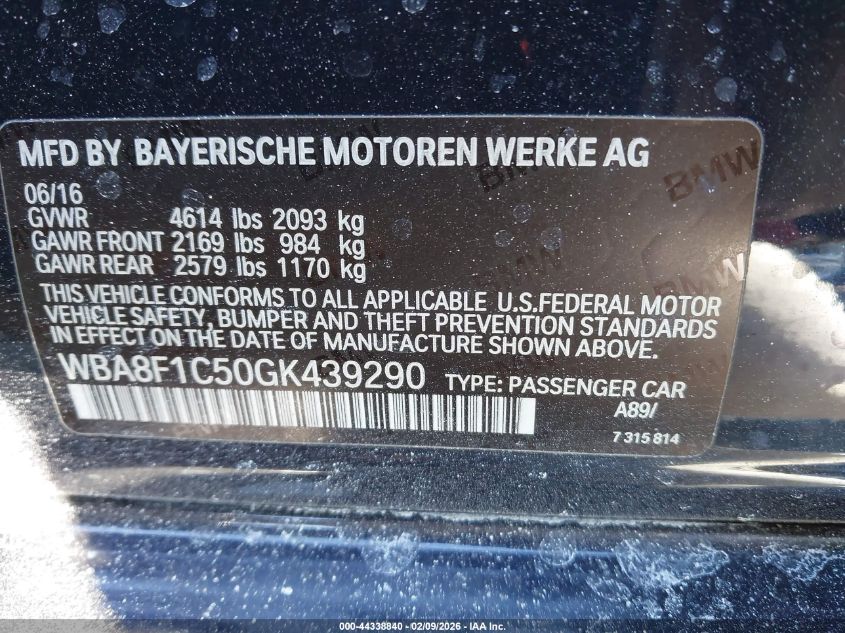 MFD BY BAYERISCHE MOTOREN WERKE AG
06/16
GVWR 4614 lbs 2093 kg
GAWR FRONT 2169 lbs 984 kg
GAWR REAR 2579 lbs 1170 kg
THIS VEHICLE CONFORMS TO ALL APPLICABLE U.S.FEDERAL MOTOR
VEHICLE SAFETY, BUMPER AND THEFT PREVENTION STANDARDS
IN EFFECT ON THE DATE OF MANUFACTURE SHOWN ABOVE.
WBA8F1C50GK439290 TYPE: PASSENGER CAR
A89/
7 315 814
BMW
BMW
BMW
000-44338840 - 02/09/2026 - IAA Inc.